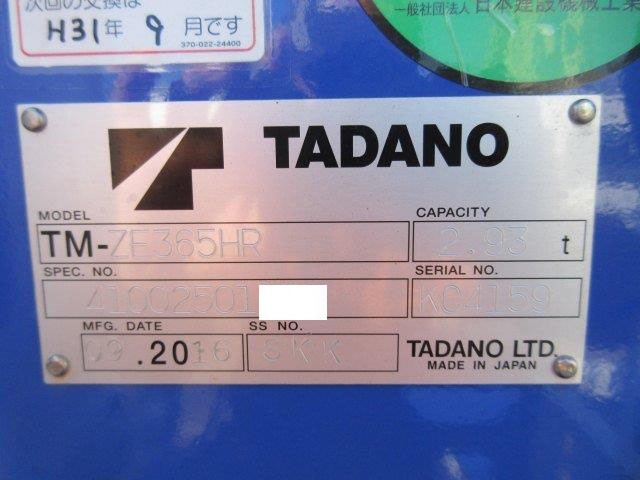 次回の交換は
H31年 9月です
370-022-24400
一般社団法人 日本建設機械工業
TADANO
MODEL
TM-ZE365HR
CAPACITY
2.93 t
SPEC. NO.
41002501
SERIAL NO.
KC4159
MFG. DATE
09.2016
SS NO.
SKK
TADANO LTD.
MADE IN JAPAN